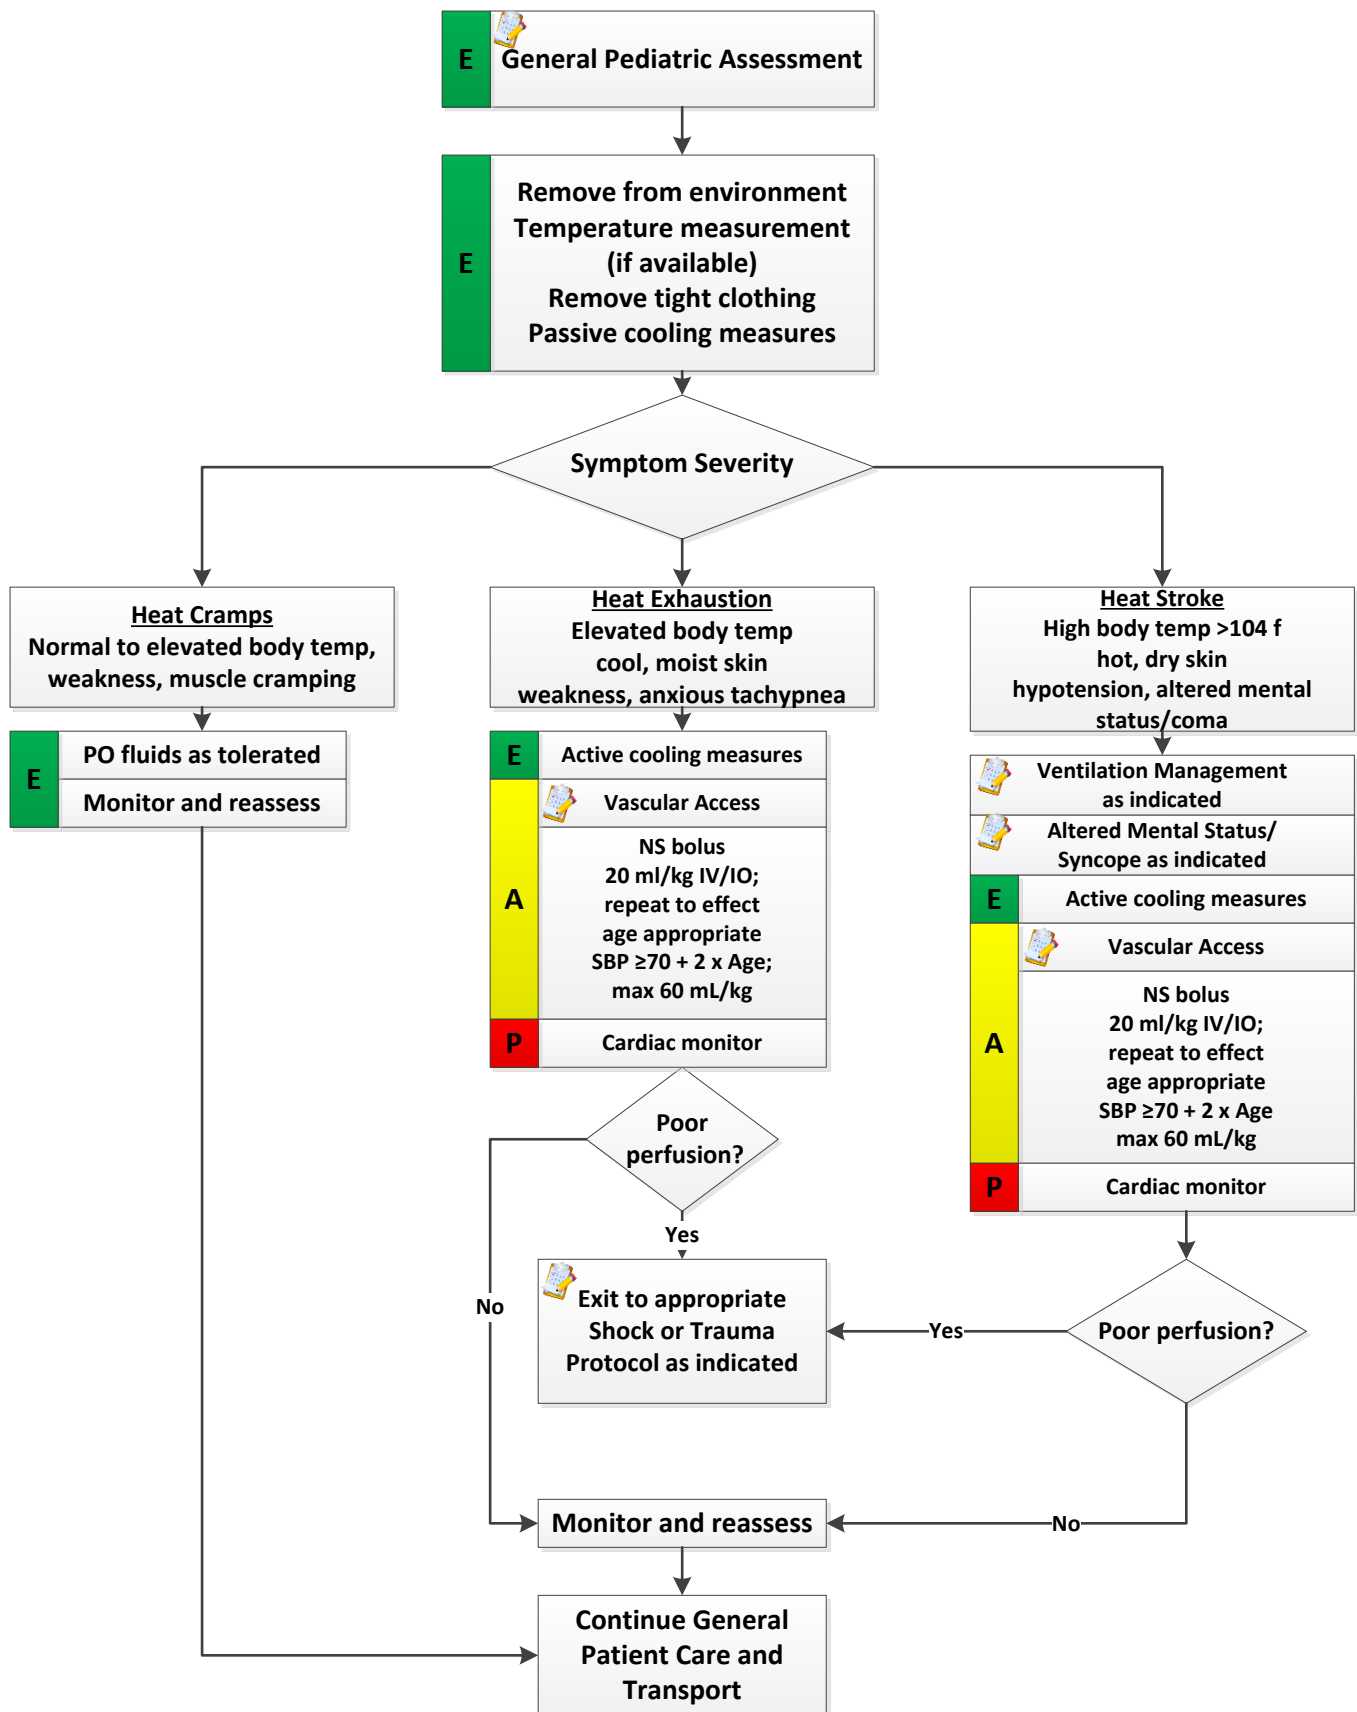 E
General Pediatric Assessment
E
Remove from environment
Temperature measurement
(if available)
Remove tight clothing
Passive cooling measures
Symptom Severity
Heat Cramps
Normal to elevated body temp,
weakness, muscle cramping
E
PO fluids as tolerated
Monitor and reassess
Heat Exhaustion
Elevated body temp
cool, moist skin
weakness, anxious tachypnea
E
Active cooling measures
A
Vascular Access
NS bolus
20 ml/kg IV/IO;
repeat to effect
age appropriate
SBP ≥70 + 2 x Age;
max 60 mL/kg
P
Cardiac monitor
Poor
perfusion?
Yes
No
Exit to appropriate
Shock or Trauma
Protocol as indicated
Heat Stroke
High body temp >104 f
hot, dry skin
hypotension, altered mental
status/coma
Ventilation Management
as indicated
Altered Mental Status/
Syncope as indicated
E
Active cooling measures
A
Vascular Access
NS bolus
20 ml/kg IV/IO;
repeat to effect
age appropriate
SBP ≥70 + 2 x Age
max 60 mL/kg
P
Cardiac monitor
Poor perfusion?
Yes
No
Monitor and reassess
Continue General
Patient Care and
Transport